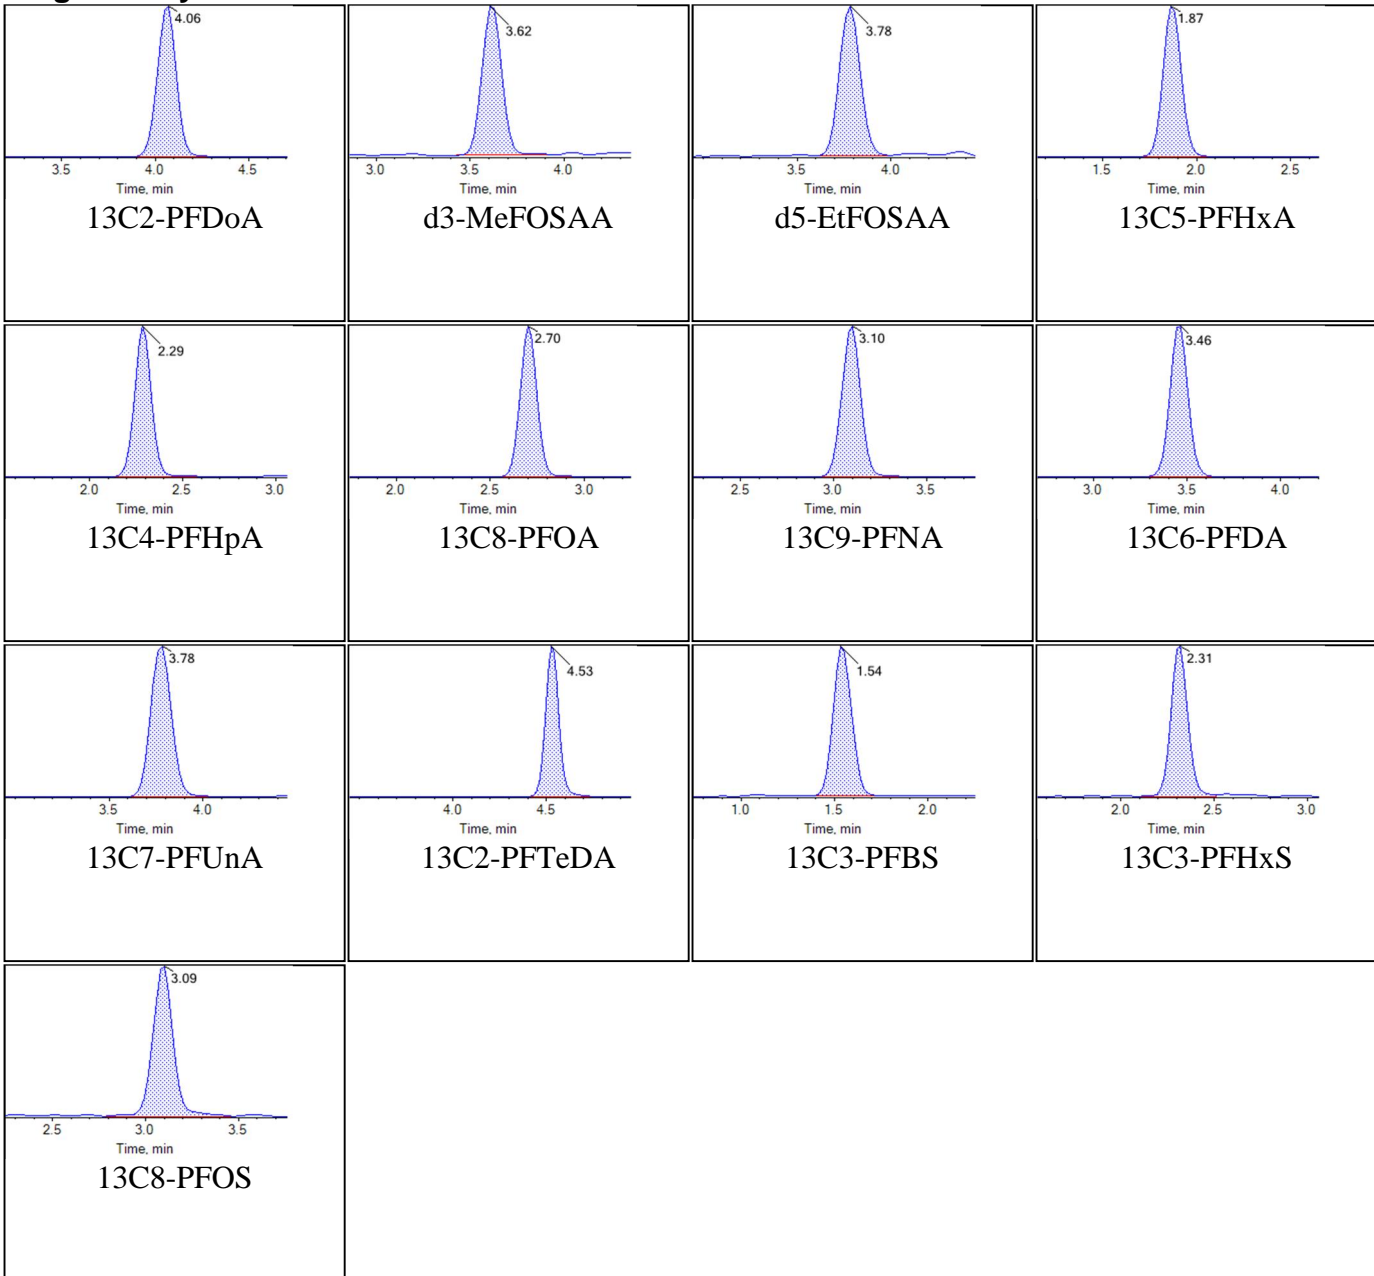 4.06
3.5 4.0 4.5
Time, min
13C2-PFDoA
3.62
3.0 3.5 4.0
Time, min
d3-MeFOSAA
3.78
3.5 4.0
Time, min
d5-EtFOSAA
1.87
1.5 2.0 2.5
Time, min
13C5-PFHxA
2.29
2.0 2.5 3.0
Time, min
13C4-PFHpA
2.70
2.0 2.5 3.0
Time, min
13C8-PFOA
3.10
2.5 3.0 3.5
Time, min
13C9-PFNA
3.46
3.0 3.5 4.0
Time, min
13C6-PFDA
3.78
3.5 4.0
Time, min
13C7-PFUnA
4.53
4.0 4.5
Time, min
13C2-PFTeDA
1.54
1.0 1.5 2.0
Time, min
13C3-PFBS
2.31
2.0 2.5 3.0
Time, min
13C3-PFHxS
3.09
2.5 3.0 3.5
Time, min
13C8-PFOS